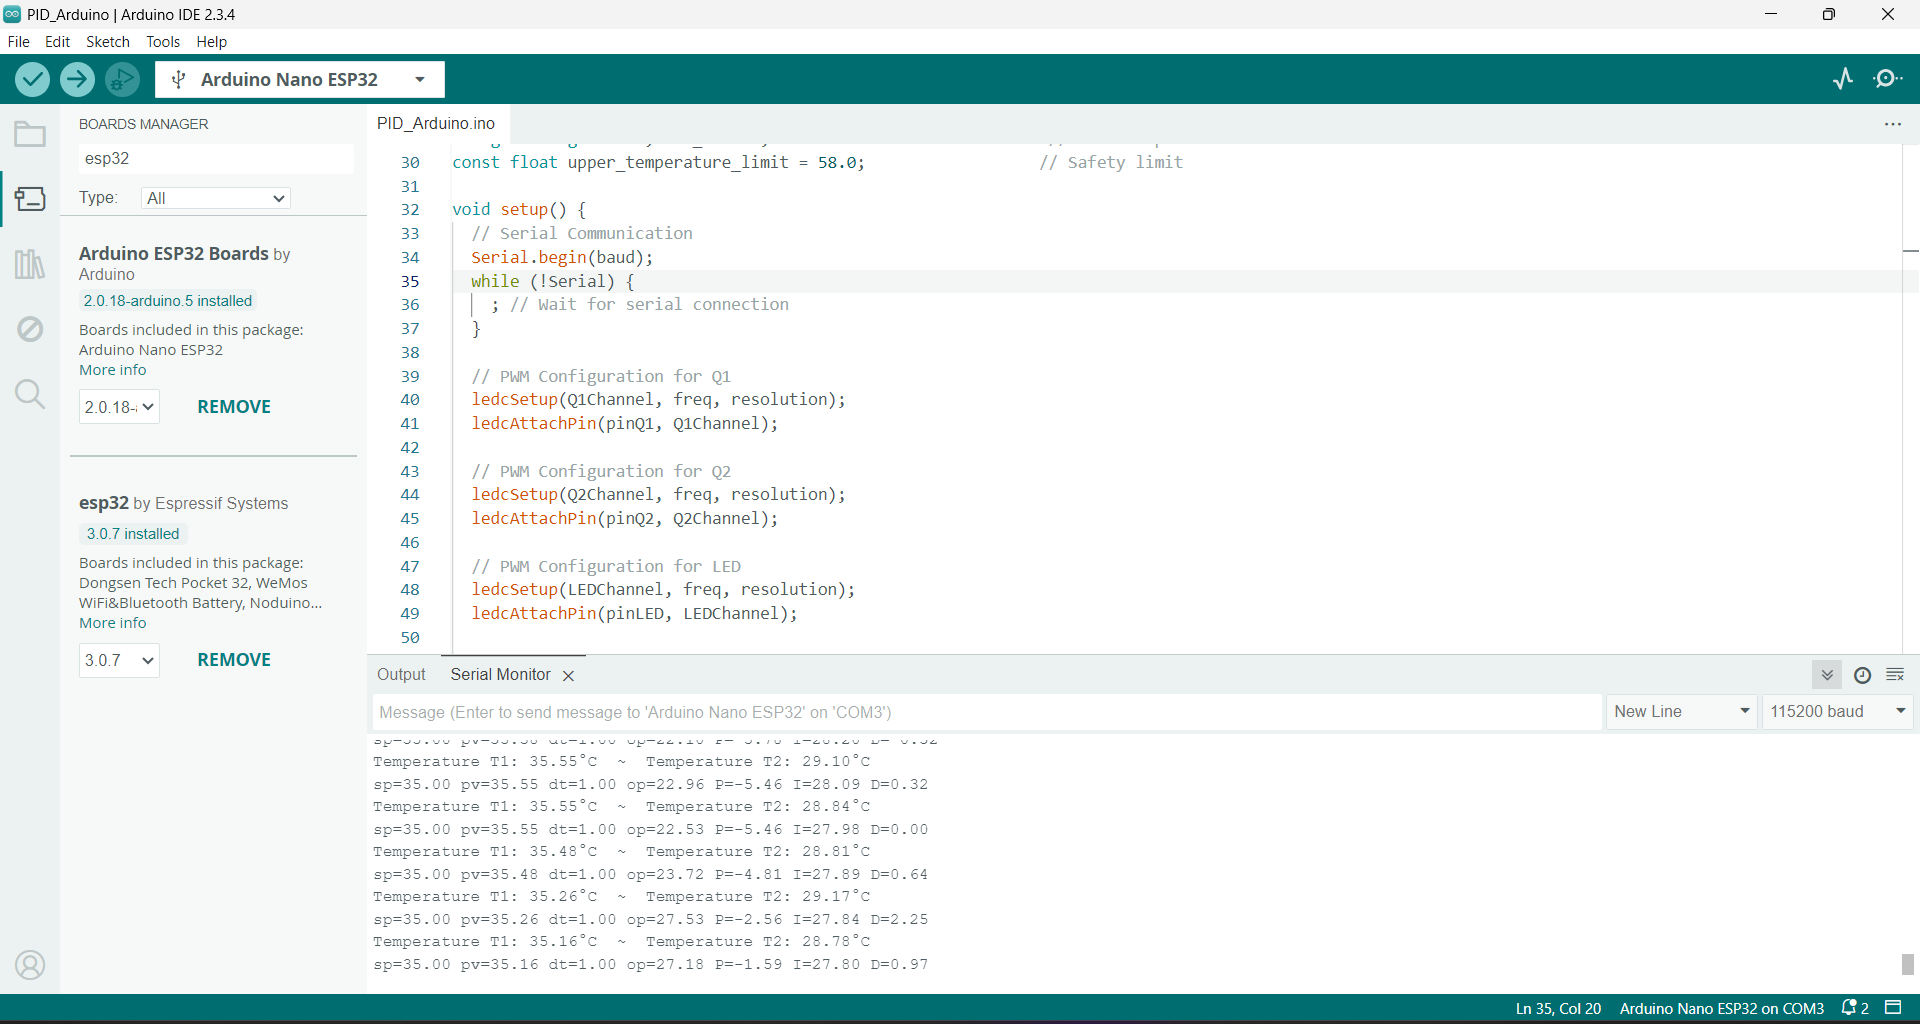 PID_Arduino | Arduino IDE 2.3.4
File Edit Sketch Tools Help
Arduino Nano ESP32
BOARDS MANAGER
esp32
Type: All
Arduino ESP32 Boards by
Arduino
2.0.18-arduino.5 installed
Boards included in this package:
Arduino Nano ESP32
More info
2.0.18-
REMOVE
esp32 by Espressif Systems
3.0.7 installed
Boards included in this package:
Dongsen Tech Pocket 32, WeMos
WiFi&Bluetooth Battery, Noduino...
More info
3.0.7
REMOVE
PID_Arduino.ino
30 const float upper_temperature_limit = 58.0; // Safety limit
31
32 void setup() {
33 // Serial Communication
34 Serial.begin(baud);
35 while (!Serial) {
36 ; // Wait for serial connection
37 }
38
39 // PWM Configuration for Q1
40 ledcSetup(Q1Channel, freq, resolution);
41 ledcAttachPin(pinQ1, Q1Channel);
42
43 // PWM Configuration for Q2
44 ledcSetup(Q2Channel, freq, resolution);
45 ledcAttachPin(pinQ2, Q2Channel);
46
47 // PWM Configuration for LED
48 ledcSetup(LEDChannel, freq, resolution);
49 ledcAttachPin(pinLED, LEDChannel);
50
Output Serial Monitor
Message (Enter to send message to 'Arduino Nano ESP32' on 'COM3')
New Line
115200 baud
Temperature T1: 35.55°C ~ Temperature T2: 29.10°C
sp=35.00 pv=35.55 dt=1.00 op=22.96 P=-5.46 I=28.09 D=0.32
Temperature T1: 35.55°C ~ Temperature T2: 28.84°C
sp=35.00 pv=35.55 dt=1.00 op=22.53 P=-5.46 I=27.98 D=0.00
Temperature T1: 35.48°C ~ Temperature T2: 28.81°C
sp=35.00 pv=35.48 dt=1.00 op=23.72 P=-4.81 I=27.89 D=0.64
Temperature T1: 35.26°C ~ Temperature T2: 29.17°C
sp=35.00 pv=35.26 dt=1.00 op=27.53 P=-2.56 I=27.84 D=2.25
Temperature T1: 35.16°C ~ Temperature T2: 28.78°C
sp=35.00 pv=35.16 dt=1.00 op=27.18 P=-1.59 I=27.80 D=0.97
Ln 35, Col 20 Arduino Nano ESP32 on COM3 2